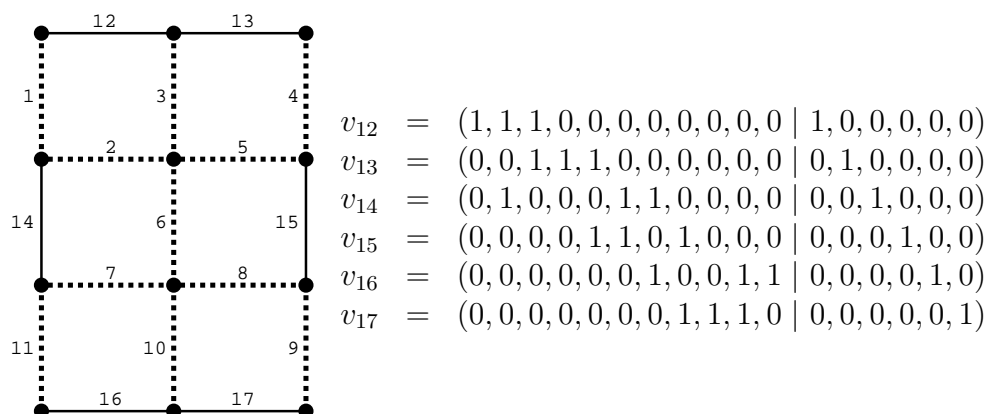 12 13
1 3 4
2 5
14 6 15
7 8
11 10 9
16 17
v₁₂ = (1, 1, 1, 0, 0, 0, 0, 0, 0, 0, 0 | 1, 0, 0, 0, 0, 0)
v₁₃ = (0, 0, 1, 1, 1, 0, 0, 0, 0, 0, 0 | 0, 1, 0, 0, 0, 0)
v₁₄ = (0, 1, 0, 0, 0, 1, 1, 0, 0, 0, 0 | 0, 0, 1, 0, 0, 0)
v₁₅ = (0, 0, 0, 0, 1, 1, 0, 1, 0, 0, 0 | 0, 0, 0, 1, 0, 0)
v₁₆ = (0, 0, 0, 0, 0, 0, 1, 0, 0, 1, 1 | 0, 0, 0, 0, 1, 0)
v₁₇ = (0, 0, 0, 0, 0, 0, 0, 1, 1, 1, 0 | 0, 0, 0, 0, 0, 1)